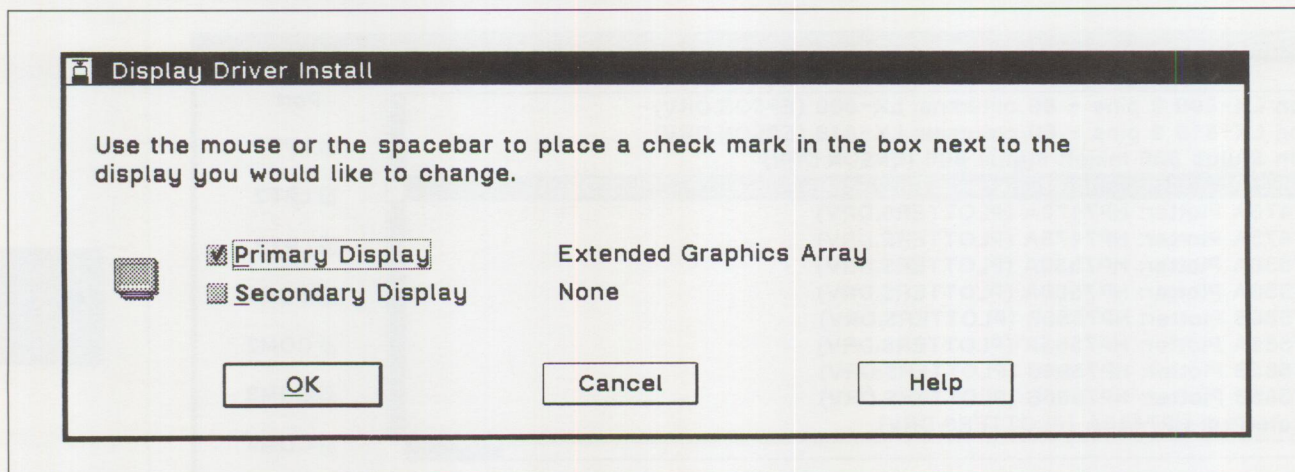 Display Driver Install
Use the mouse or the spacebar to place a check mark in the box next to the
display you would like to change.
Primary Display Extended Graphics Array
Secondary Display None
OK Cancel Help